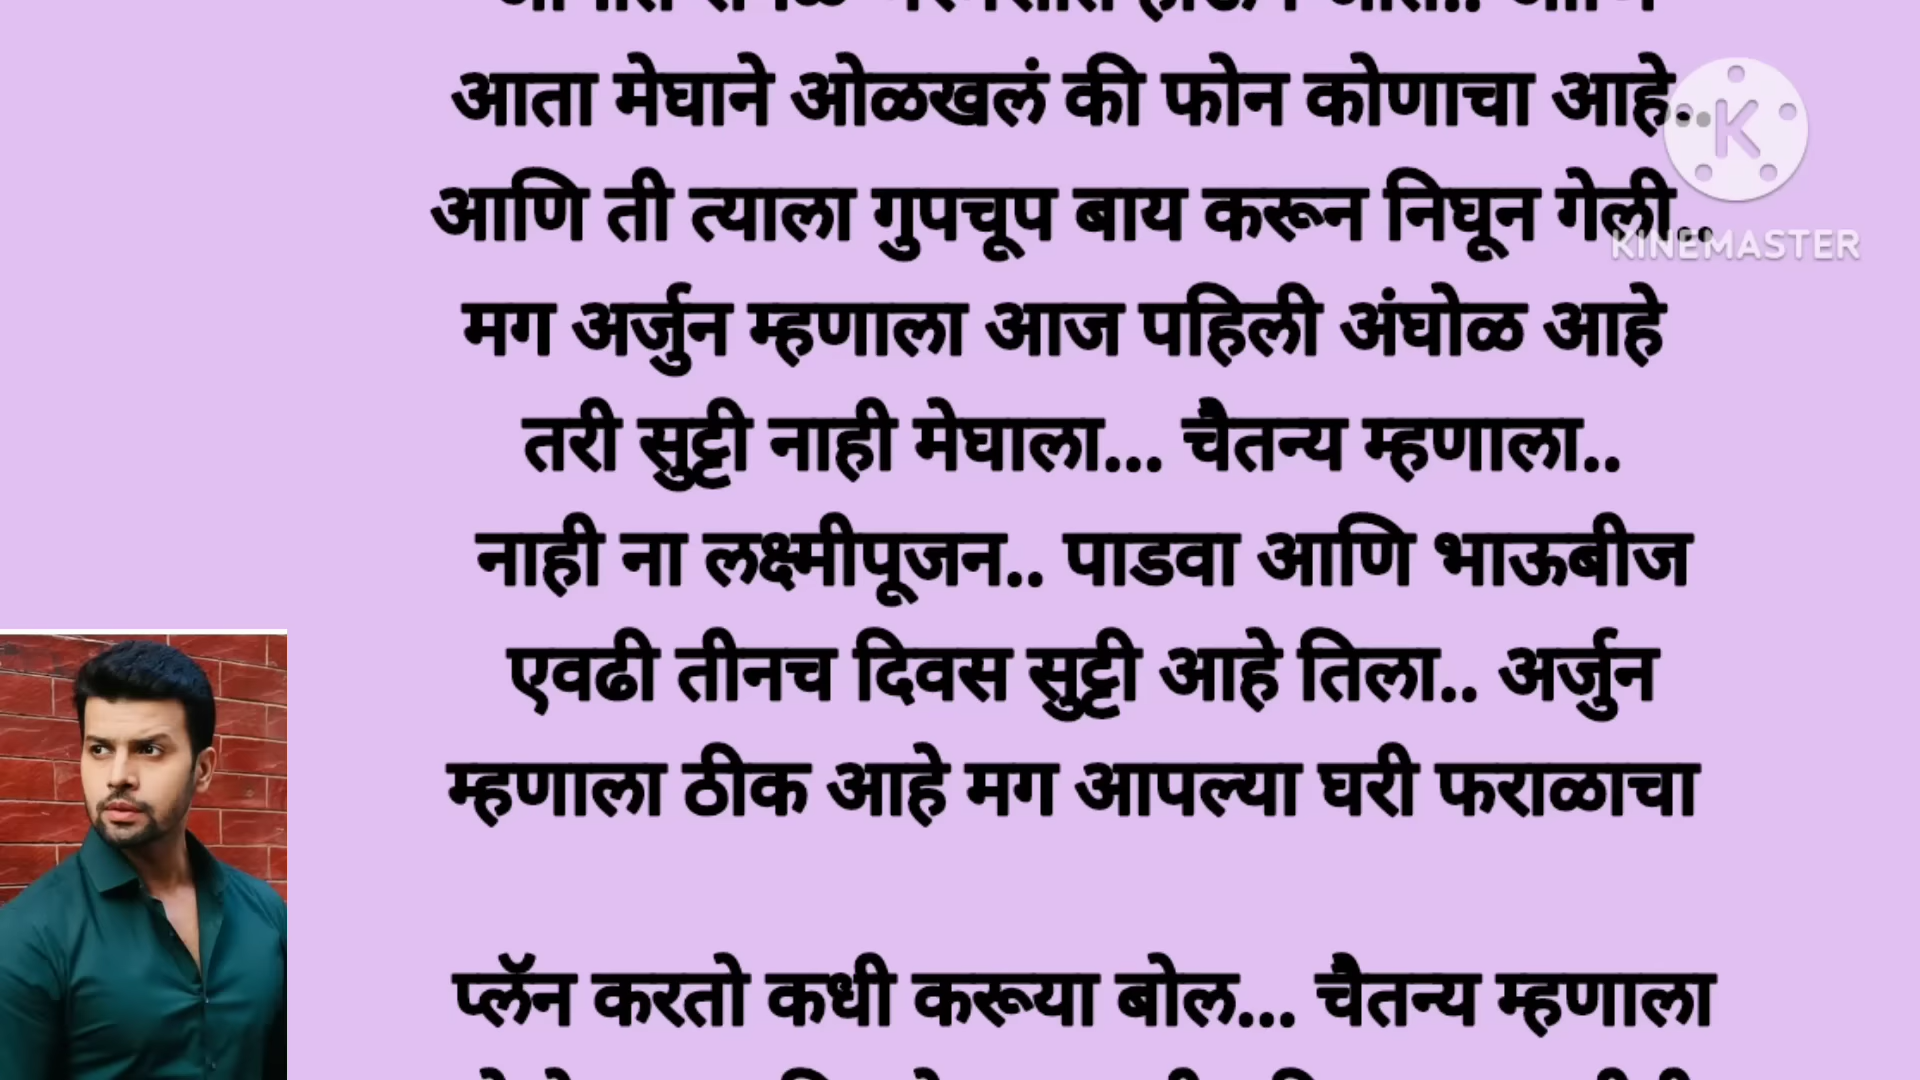 आता मेघाने ओळखलं की फोन कोणाचा आहे...
आणि ती त्याला गुपचूप बाय करून निघून गेली...
मग अर्जुन म्हणाला आज पहिली अंघोळ आहे
तरी सुट्टी नाही मेघाला... चैतन्य म्हणाला..
नाही ना लक्ष्मीपूजन.. पाडवा आणि भाऊबीज
एवढी तीनच दिवस सुट्टी आहे तिला.. अर्जुन
म्हणाला ठीक आहे मग आपल्या घरी फराळाचा
प्लॅन करतो कधी करूया बोल... चैतन्य म्हणाला
K
KINEMASTER